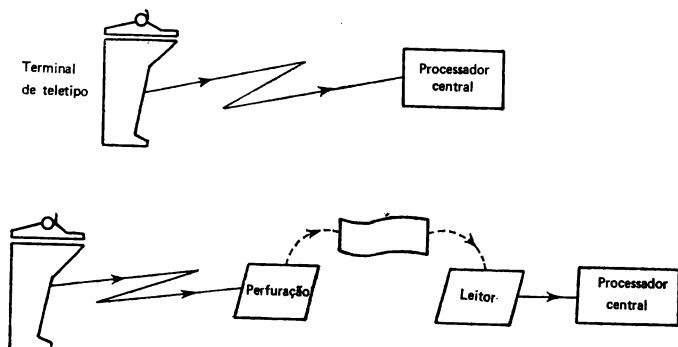 Terminal
de teletipo
Processador
central
Perfuração
Leitor
Processador
central